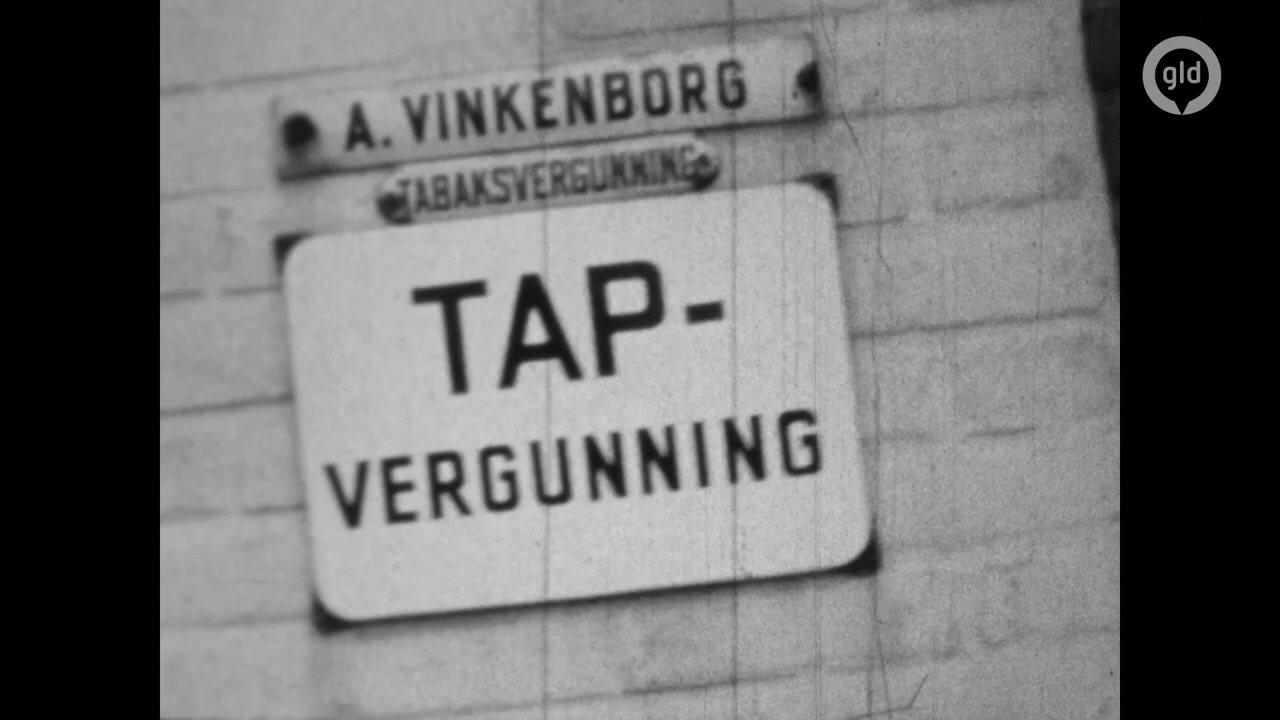 A. VINKENBORG
TABAKSVERGUNNING
TAP-
VERGUNNING
gld